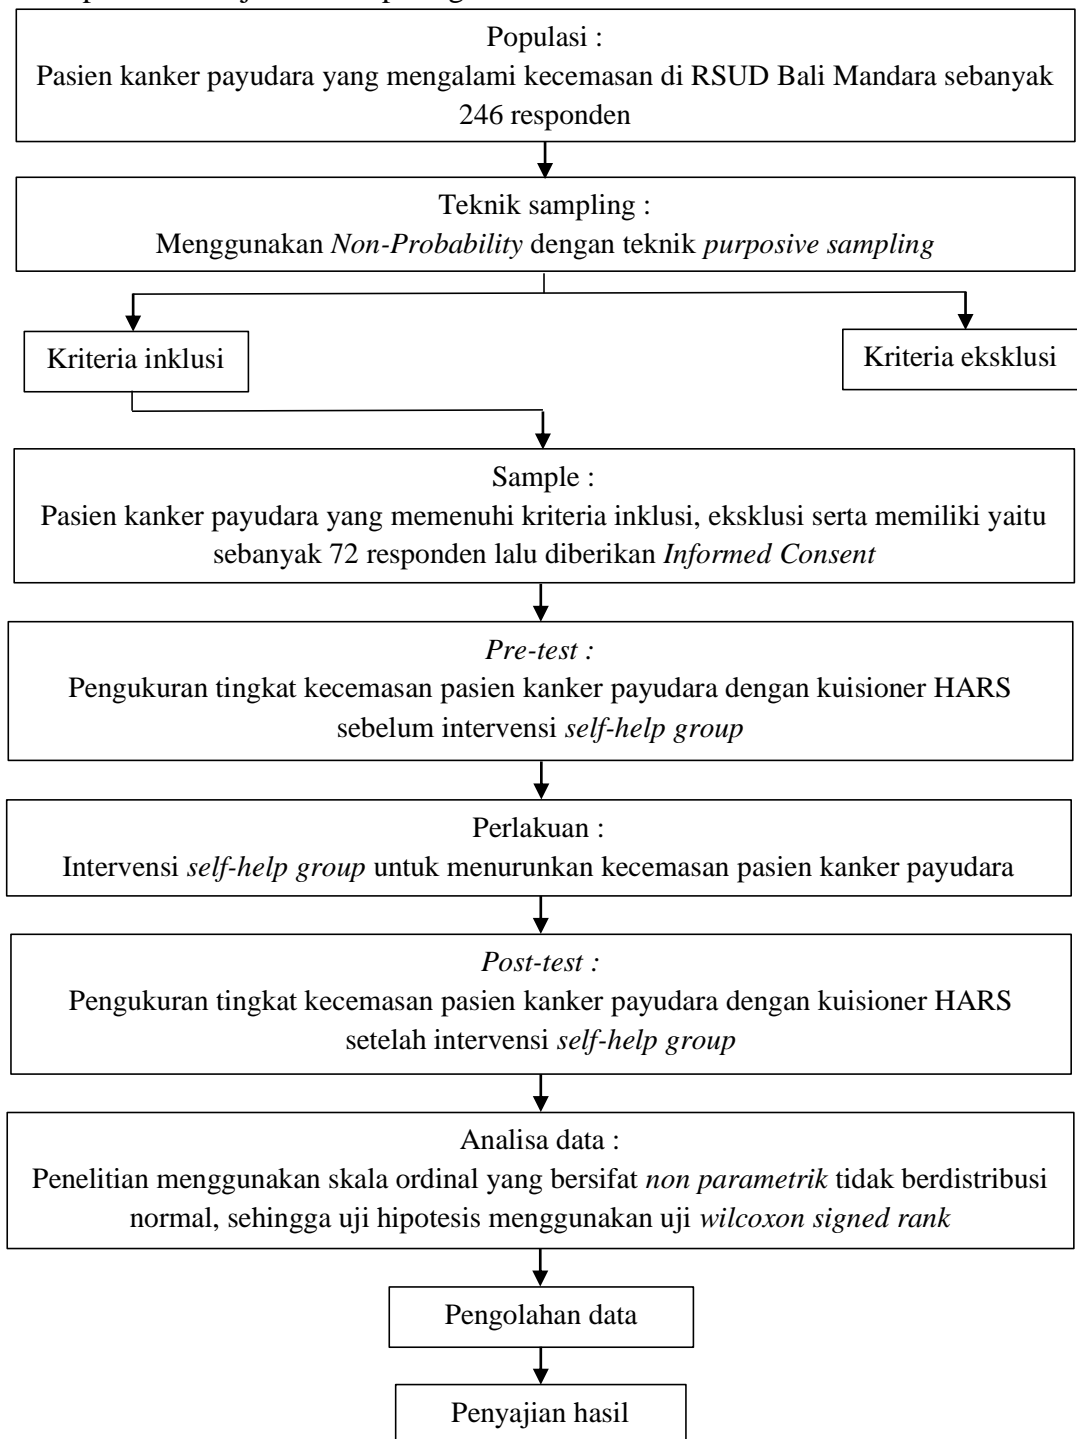 Populasi :
Pasien kanker payudara yang mengalami kecemasan di RSUD Bali Mandara sebanyak
246 responden
Teknik sampling :
Menggunakan Non-Probability dengan teknik purposive sampling
Kriteria inklusi
Kriteria eksklusi
Sample :
Pasien kanker payudara yang memenuhi kriteria inklusi, eksklusi serta memiliki yaitu
sebanyak 72 responden lalu diberikan Informed Consent
Pre-test :
Pengukuran tingkat kecemasan pasien kanker payudara dengan kuisioner HARS
sebelum intervensi self-help group
Perlakuan :
Intervensi self-help group untuk menurunkan kecemasan pasien kanker payudara
Post-test :
Pengukuran tingkat kecemasan pasien kanker payudara dengan kuisioner HARS
setelah intervensi self-help group
Analisa data :
Penelitian menggunakan skala ordinal yang bersifat non parametrik tidak berdistribusi
normal, sehingga uji hipotesis menggunakan uji wilcoxon signed rank
Pengolahan data
Penyajian hasil